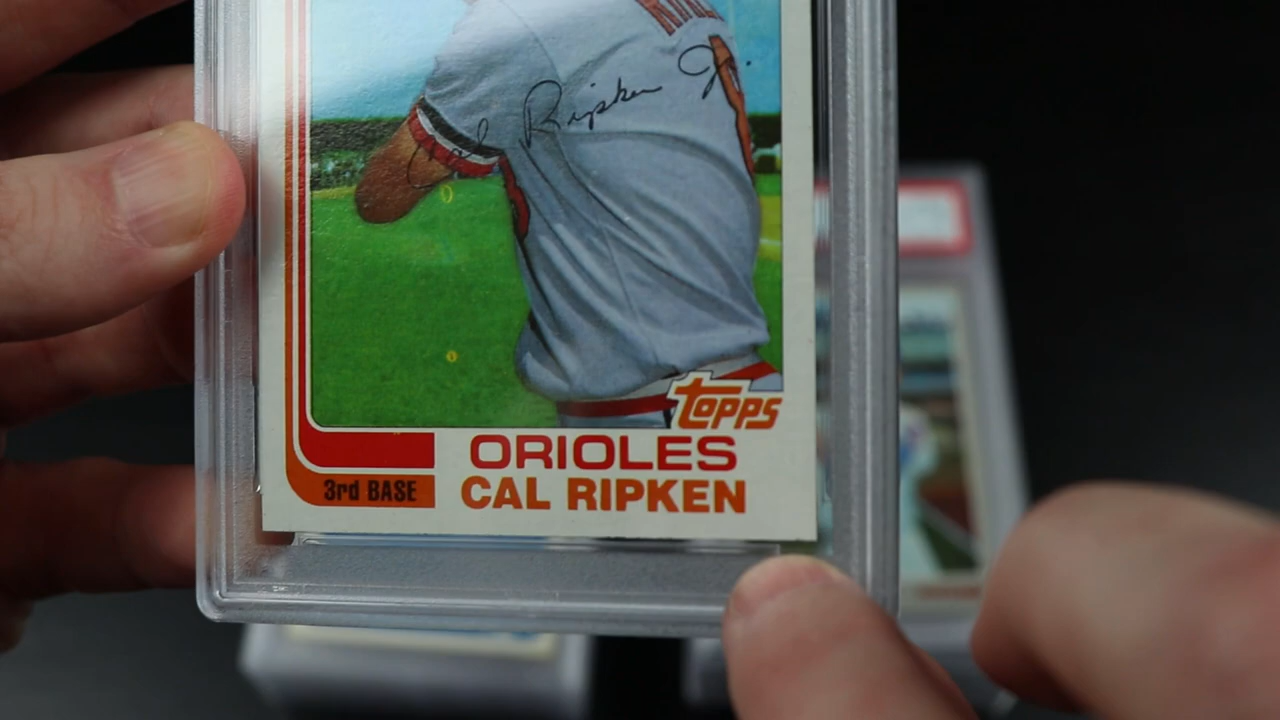 Cal Ripken Jr.
topps
ORIOLES
3rd BASE
CAL RIPKEN